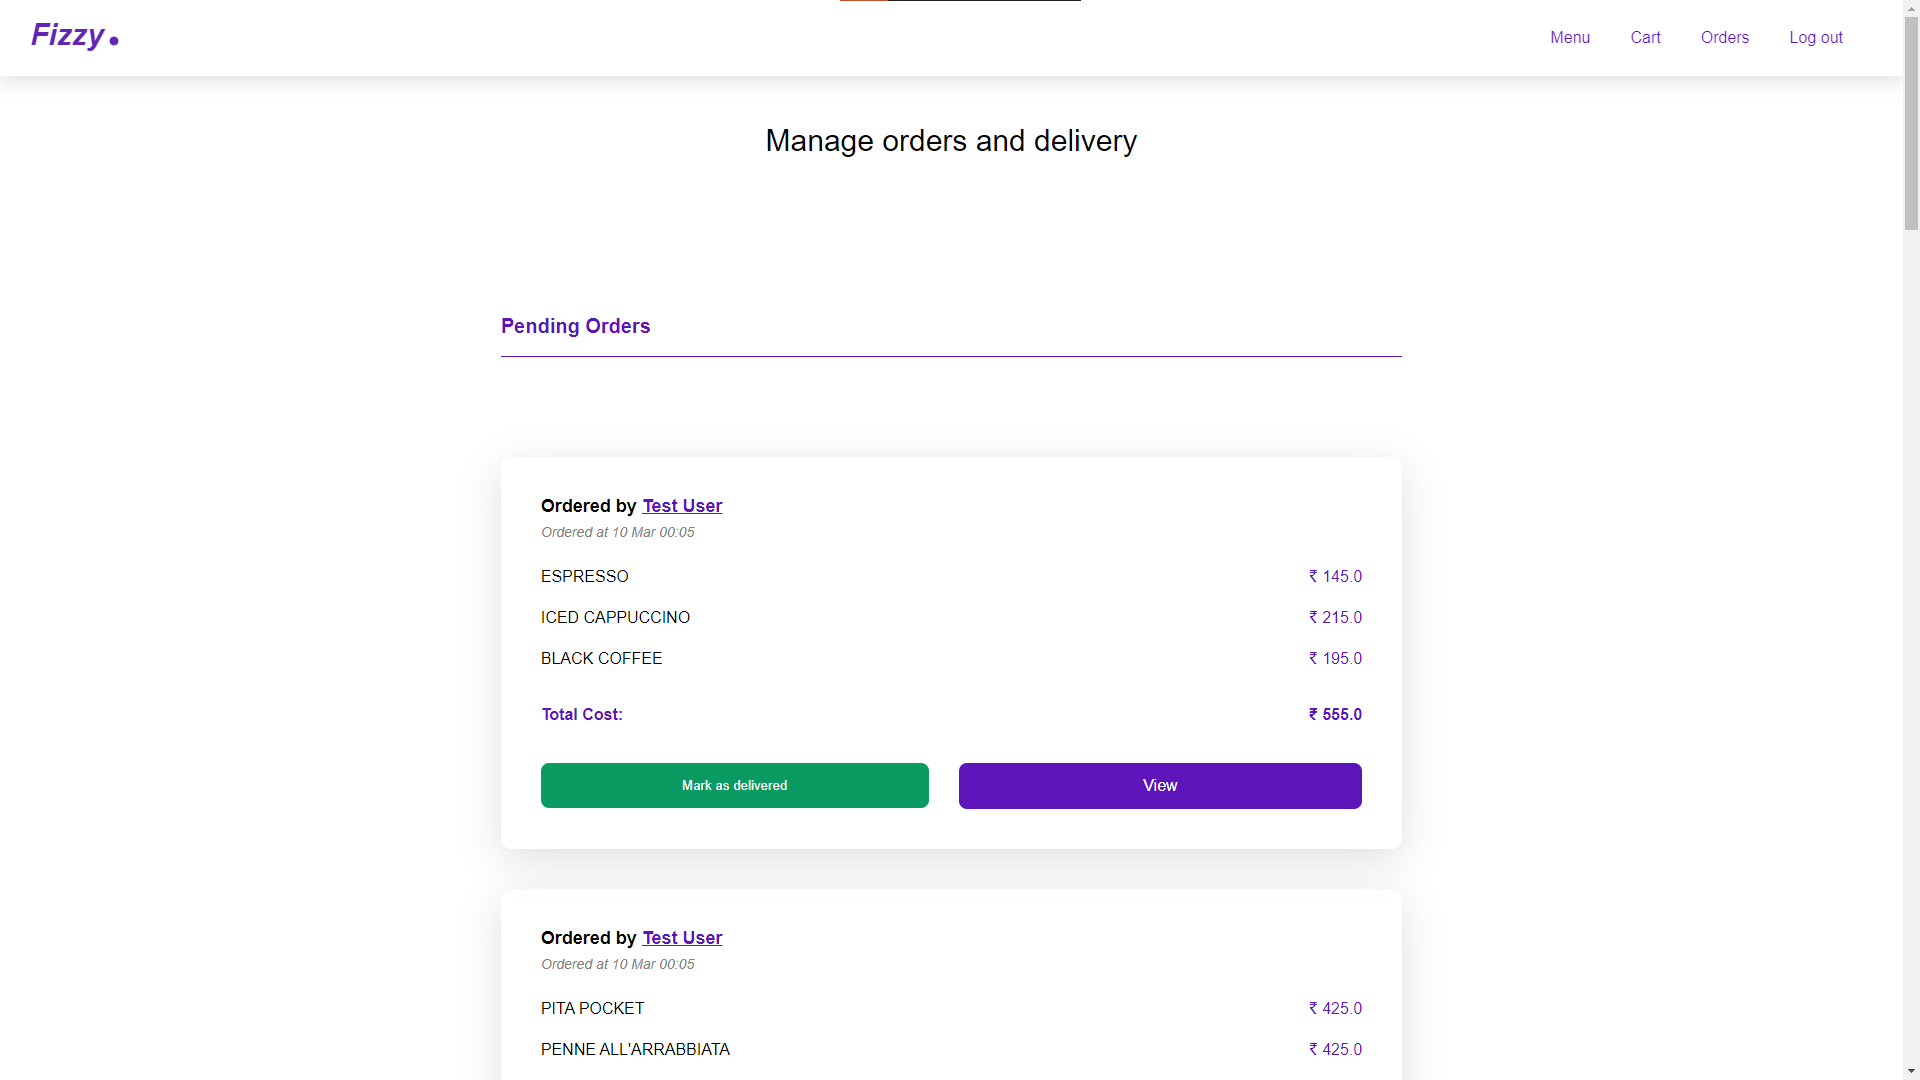 Fizzy.
Menu Cart Orders Log out
Manage orders and delivery
Pending Orders
Ordered by Test User
Ordered at 10 Mar 00:05
ESPRESSO ₹ 145.0
ICED CAPPUCCINO ₹ 215.0
BLACK COFFEE ₹ 195.0
Total Cost: ₹ 555.0
Mark as delivered View
Ordered by Test User
Ordered at 10 Mar 00:05
PITA POCKET ₹ 425.0
PENNE ALL'ARRABBIATA ₹ 425.0